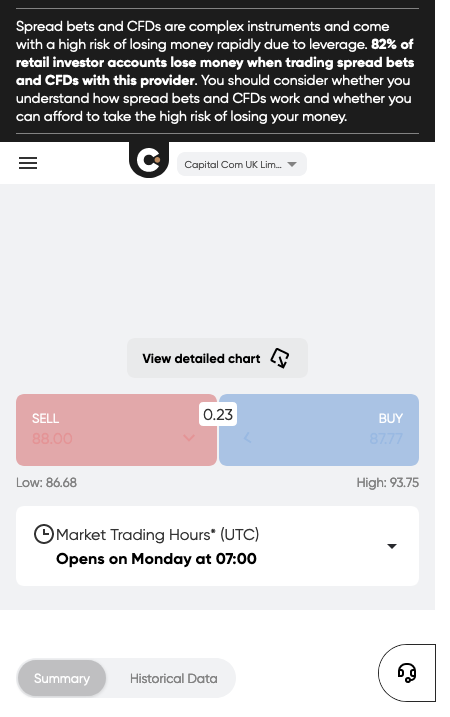 Spread bets and CFDs are complex instruments and come
with a high risk of losing money rapidly due to leverage. 82% of
retail investor accounts lose money when trading spread bets
and CFDs with this provider. You should consider whether you
understand how spread bets and CFDs work and whether you
can afford to take the high risk of losing your money.
Capital Com UK Lim...
View detailed chart
SELL
0.23
BUY
88.00
87.77
Low: 86.68
High: 93.75
Market Trading Hours* (UTC)
Opens on Monday at 07:00
Summary
Historical Data